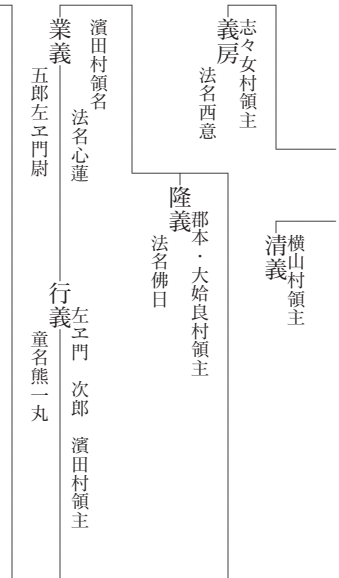 横山村領主
清義
志々女村領主
義房
法名西意
郡本・大姶良村領主
隆義
法名佛日
濱田村領名
法名心蓮
業義
五郎左ヱ門尉
左ヱ門　次郎　濱田村領主
行義
童名熊一丸